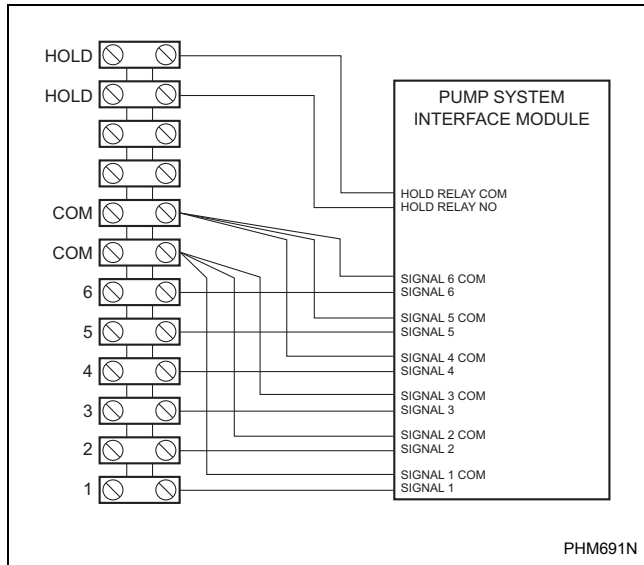 HOLD
HOLD
COM
COM
6
5
4
3
2
1
PUMP SYSTEM
INTERFACE MODULE
HOLD RELAY COM
HOLD RELAY NO
SIGNAL 6 COM
SIGNAL 6
SIGNAL 5 COM
SIGNAL 5
SIGNAL 4 COM
SIGNAL 4
SIGNAL 3 COM
SIGNAL 3
SIGNAL 2 COM
SIGNAL 2
SIGNAL 1 COM
SIGNAL 1
PHM691N